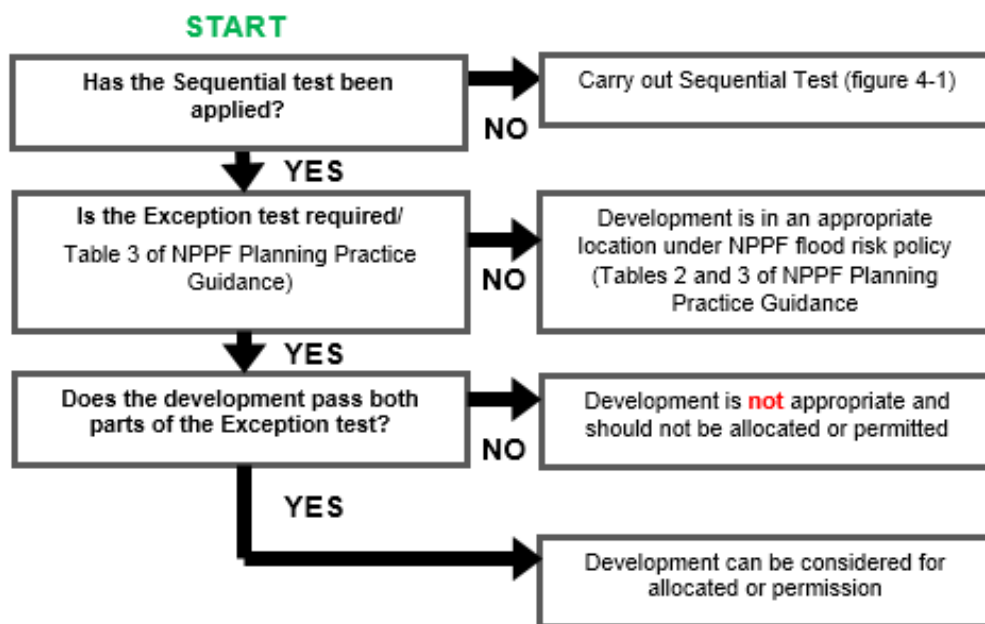 START
Has the Sequential test been
applied?
NO
Carry out Sequential Test (figure 4-1)
YES
Is the Exception test required/
Table 3 of NPPF Planning Practice
Guidance)
NO
Development is in an appropriate
location under NPPF flood risk policy
(Tables 2 and 3 of NPPF Planning
Practice Guidance
YES
Does the development pass both
parts of the Exception test?
NO
Development is not appropriate and
should not be allocated or permitted
YES
Development can be considered for
allocated or permission